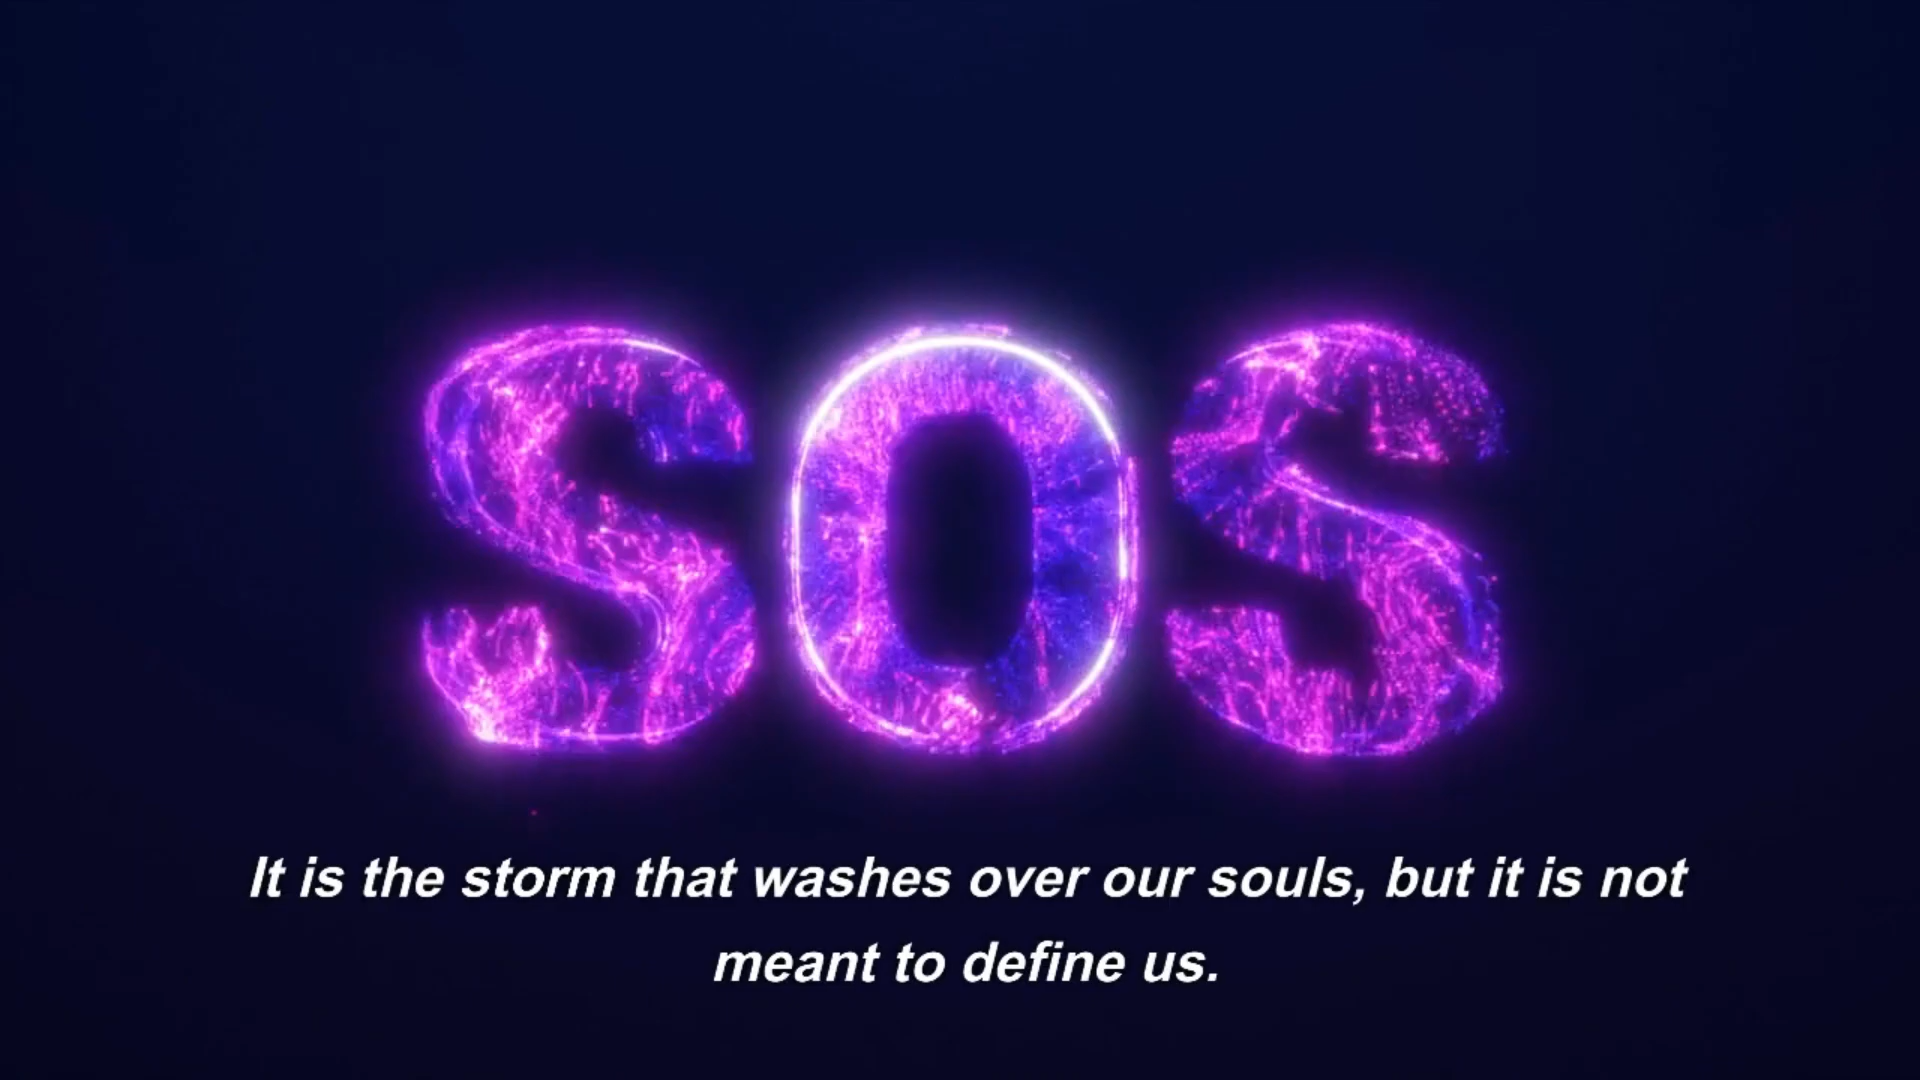 SOS
It is the storm that washes over our souls, but it is not
meant to define us.